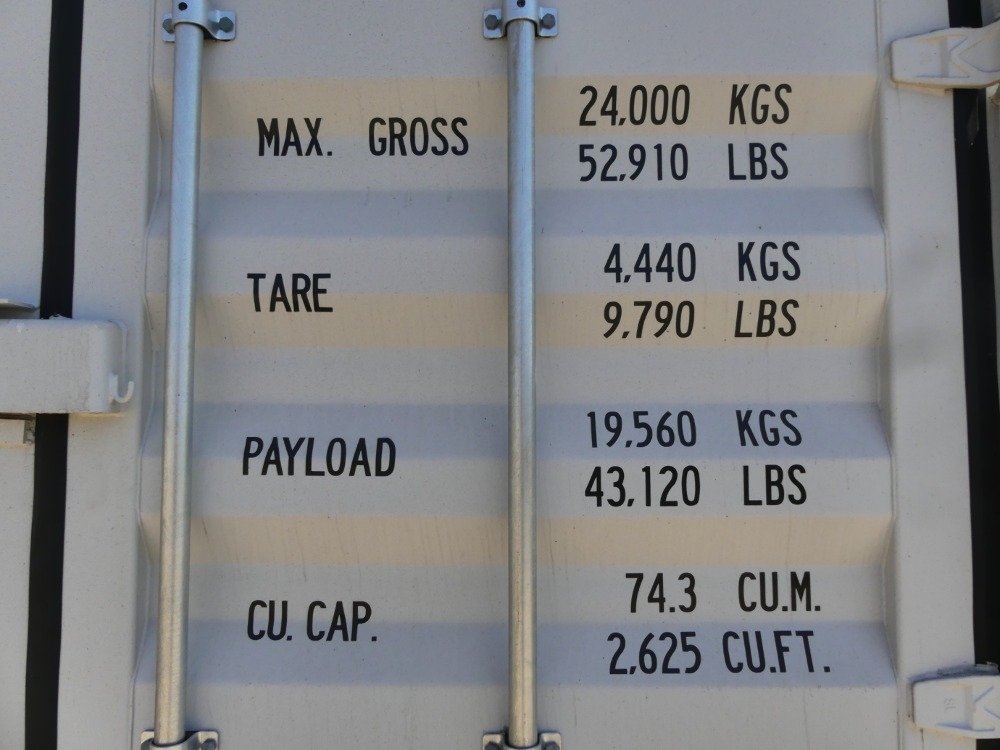 MAX. GROSS 24,000 KGS
52,910 LBS
TARE 4,440 KGS
9,790 LBS
PAYLOAD 19,560 KGS
43,120 LBS
CU. CAP. 74.3 CU.M.
2,625 CU.FT.